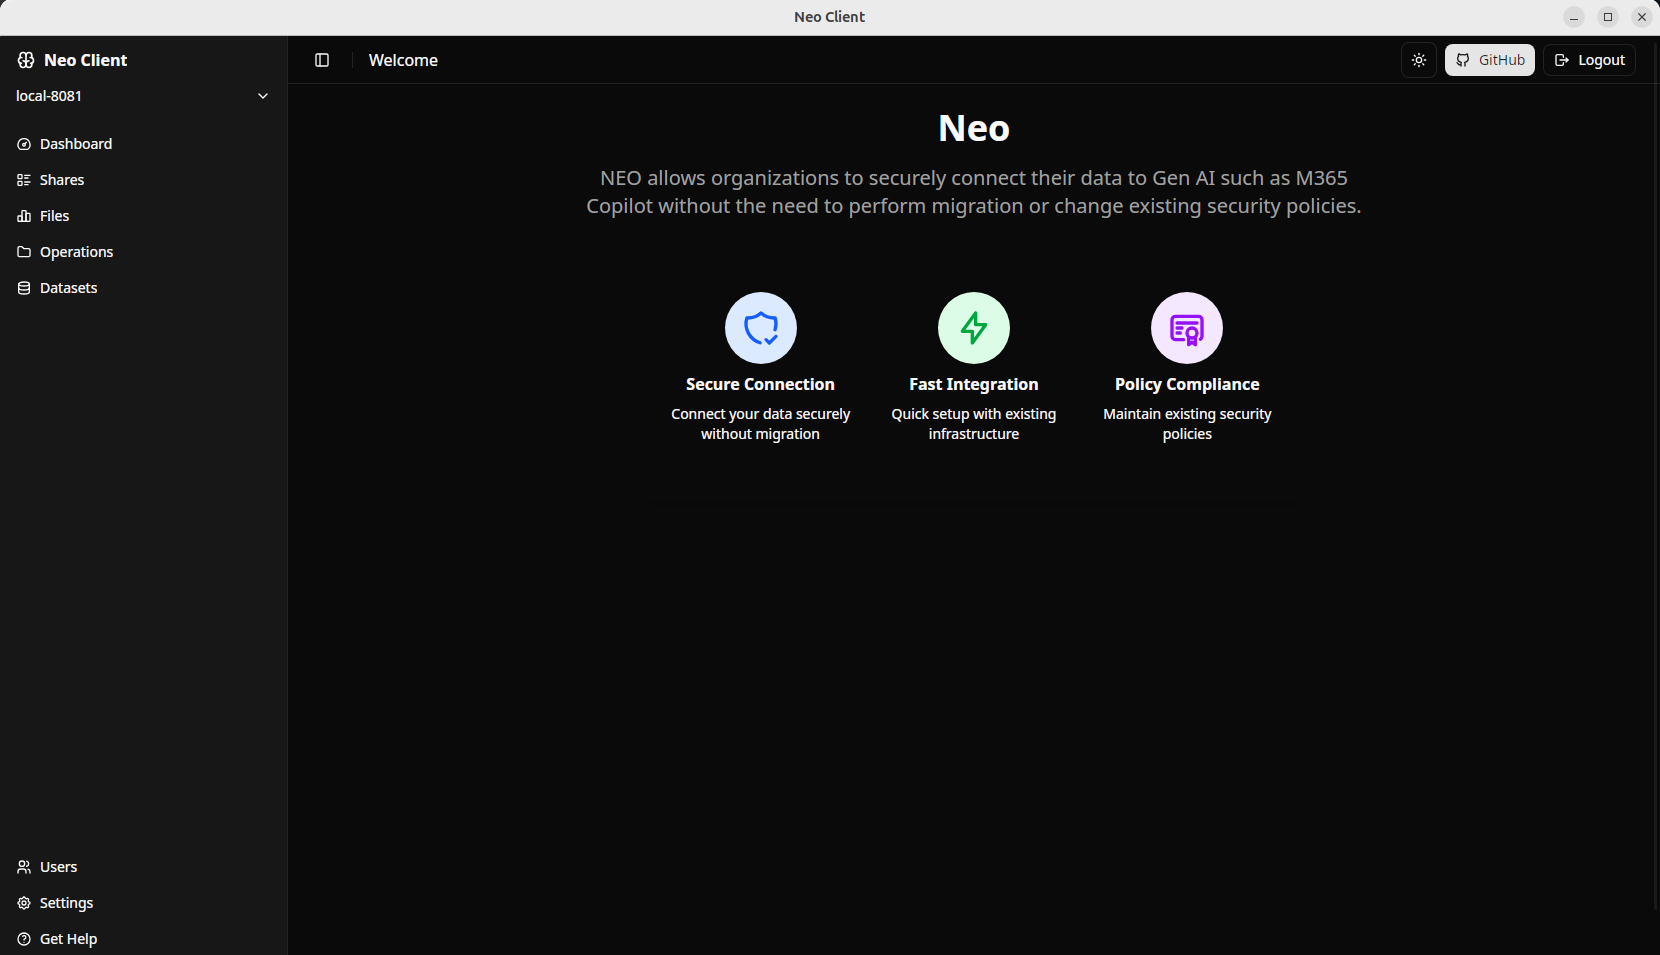 Neo Client
Neo Client
local-8081
Dashboard
Shares
Files
Operations
Datasets
Users
Settings
Get Help
Welcome
GitHub
Logout
Neo
NEO allows organizations to securely connect their data to Gen AI such as M365
Copilot without the need to perform migration or change existing security policies.
Secure Connection
Connect your data securely
without migration
Fast Integration
Quick setup with existing
infrastructure
Policy Compliance
Maintain existing security
policies